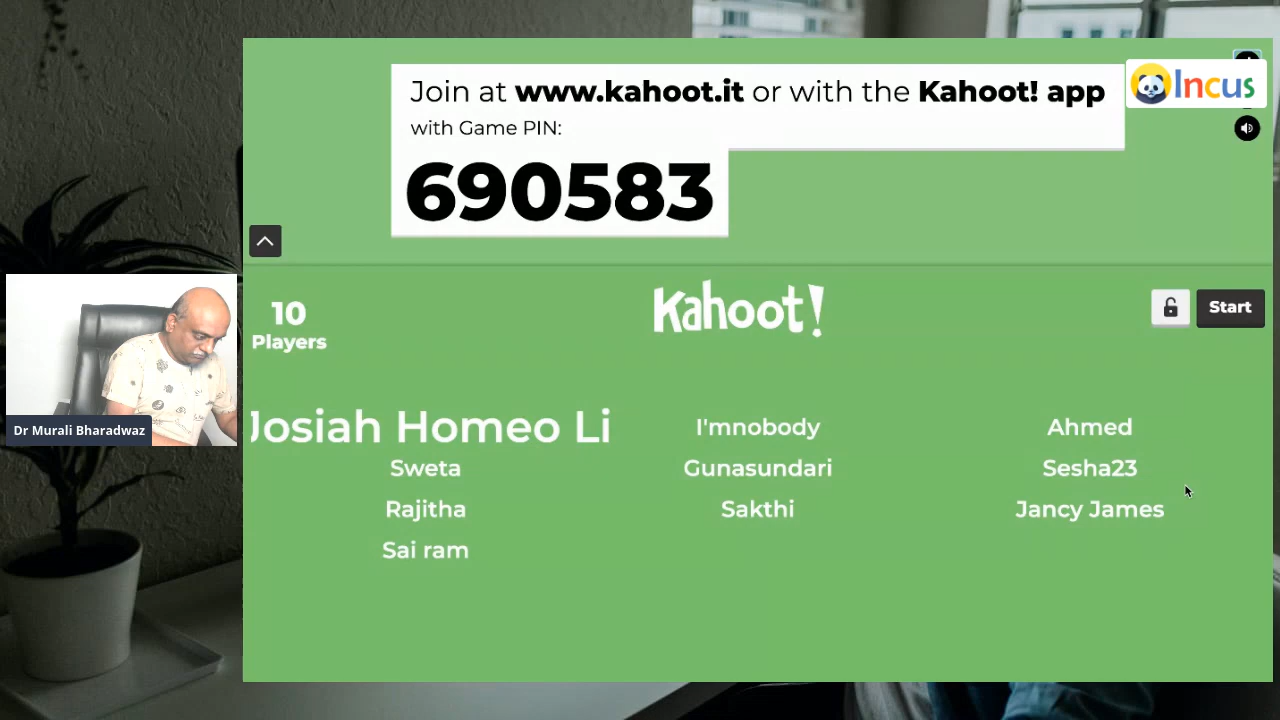 Join at www.kahoot.it or with the Kahoot! app
with Game PIN:
690583
Incus
10
Players
Kahoot!
Start
Josiah Homeo Li
I'mnobody
Ahmed
Sweta
Gunasundari
Sesha23
Rajitha
Sakthi
Jancy James
Sai ram
Dr Murali Bharadwaz